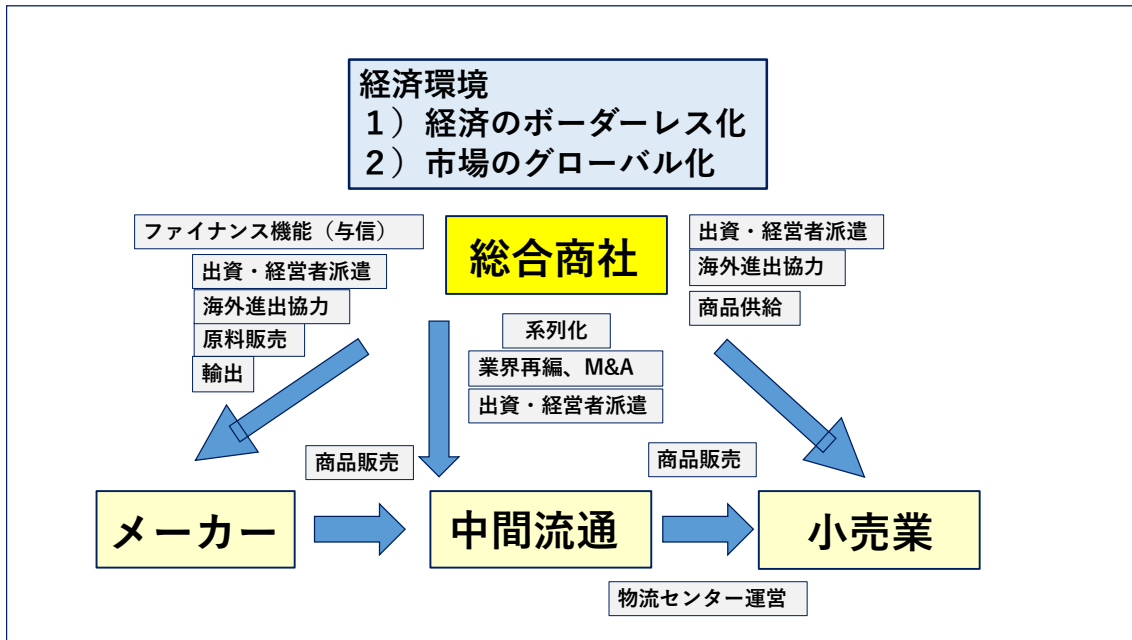 経済環境
１）経済のボーダーレス化
２）市場のグローバル化
ファイナンス機能（与信）
出資・経営者派遣
海外進出協力
原料販売
輸出
総合商社
出資・経営者派遣
海外進出協力
商品供給
系列化
業界再編、M&A
出資・経営者派遣
商品販売
商品販売
メーカー
中間流通
小売業
物流センター運営